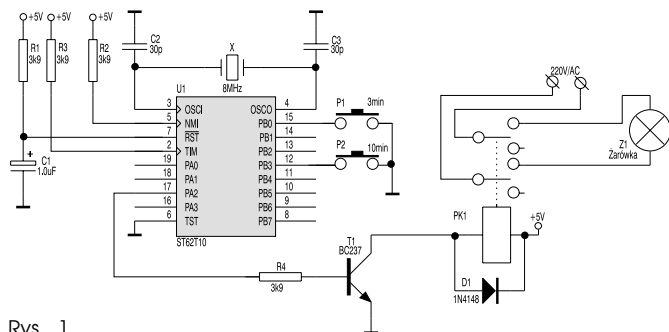 +5V
+5V
+5V
R1
3k9
R3
3k9
R2
3k9
C2
30p
X
8MHz
C3
30p
U1
3
OSCI
OSCO
4
5
NMI
PB0
15
7
RST
PB1
14
2
TIM
PB2
13
19
PA0
PB3
12
18
PA1
PB4
11
17
PA2
PB5
10
16
PA3
PB6
9
6
TST
PB7
8
ST62T10
C1
1.0uF
+
P1
3min
P2
10min
220V/AC
Z1
Żarówka
PK1
+5V
D1
1N4148
T1
BC237
R4
3k9
Rys. 1